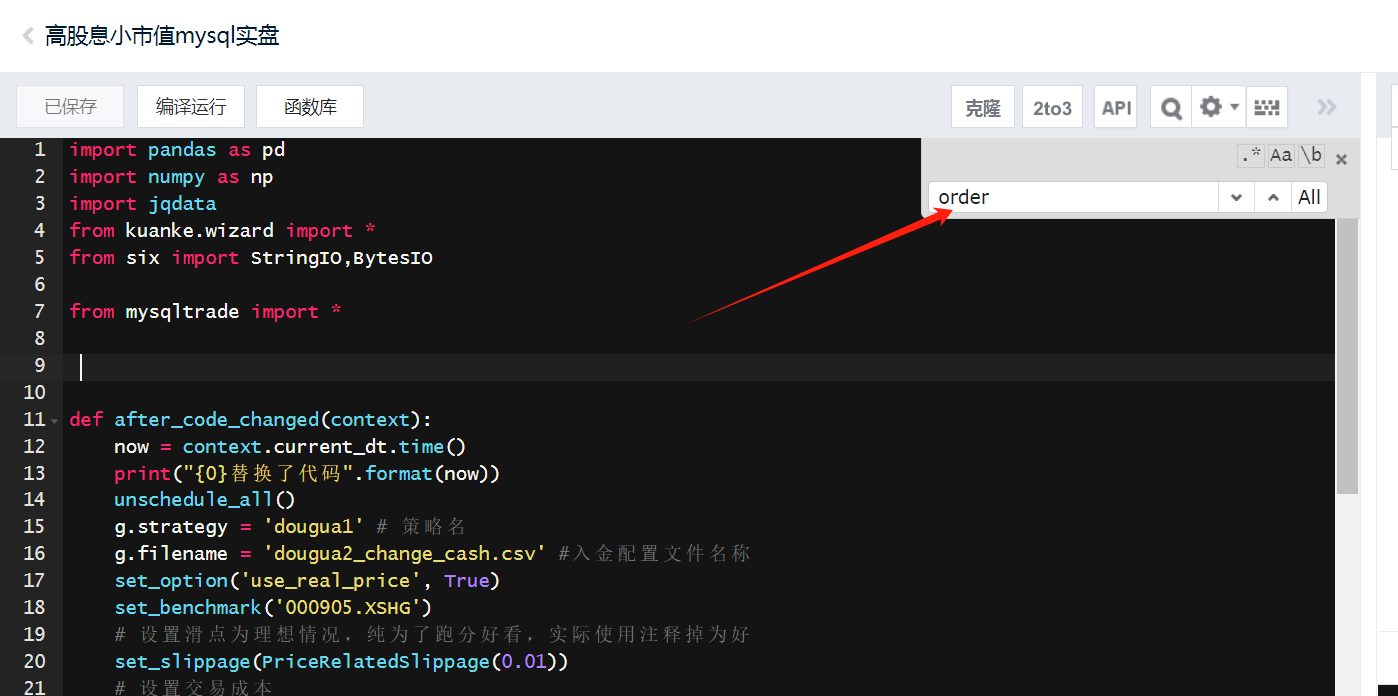 高股息小市值mysql实盘
已保存 编译运行 函数库 克隆 2to3 API
.* Aa \b ×
order All
1 import pandas as pd
2 import numpy as np
3 import jqdata
4 from kuanke.wizard import *
5 from six import StringIO,BytesIO
6
7 from mysqltrade import *
8
9
10
11 def after_code_changed(context):
12 now = context.current_dt.time()
13 print("{0}替换了代码".format(now))
14 unschedule_all()
15 g.strategy = 'dougua1' # 策略名
16 g.filename = 'dougua2_change_cash.csv' #入金配置文件名称
17 set_option('use_real_price', True)
18 set_benchmark('000905.XSHG')
19 # 设置滑点为理想情况，纯为了跑分好看，实际使用注释掉为好
20 set_slippage(PriceRelatedSlippage(0.01))
21 # 设置交易成本